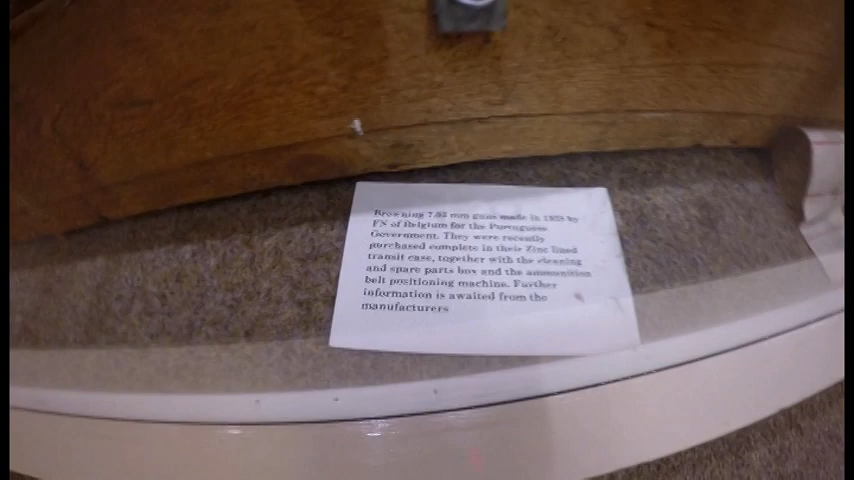 Browning 7.92 mm guns made in 1938 by
FN of Belgium for the Portuguese
Government. They were recently
purchased complete in their Zinc lined
transit case, together with the cleaning
and spare parts box and the ammunition
belt positioning machine. Further
information is awaited from the
manufacturers